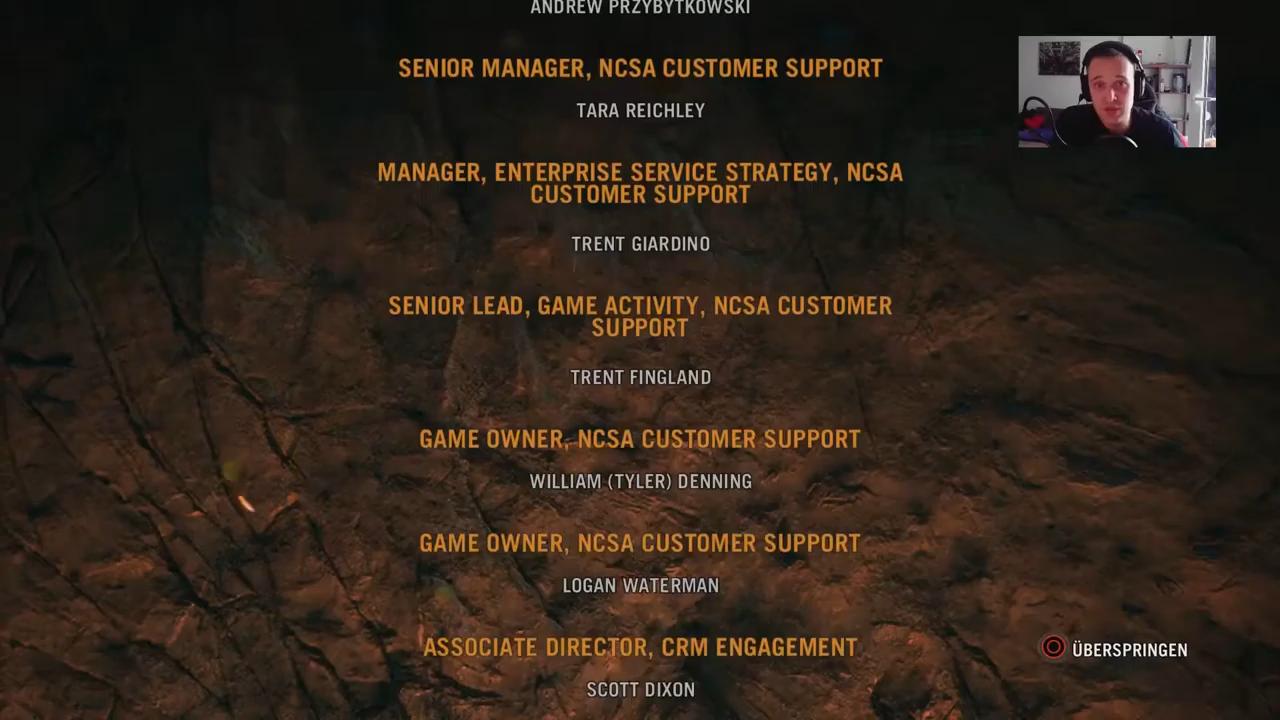 ANDREW PRZYBYTKOWSKI
SENIOR MANAGER, NCSA CUSTOMER SUPPORT
TARA REICHLEY
MANAGER, ENTERPRISE SERVICE STRATEGY, NCSA
CUSTOMER SUPPORT
TRENT GIARDINO
SENIOR LEAD, GAME ACTIVITY, NCSA CUSTOMER
SUPPORT
TRENT FINGLAND
GAME OWNER, NCSA CUSTOMER SUPPORT
WILLIAM (TYLER) DENNING
GAME OWNER, NCSA CUSTOMER SUPPORT
LOGAN WATERMAN
ASSOCIATE DIRECTOR, CRM ENGAGEMENT
ÜBERSPRINGEN
SCOTT DIXON